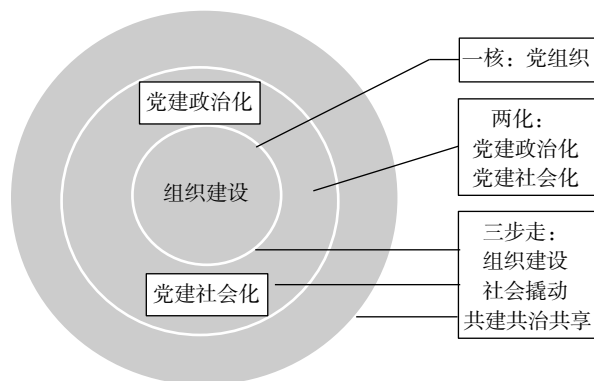 党建政治化
组织建设
党建社会化
一核：党组织
两化：
党建政治化
党建社会化
三步走：
组织建设
社会撬动
共建共治共享